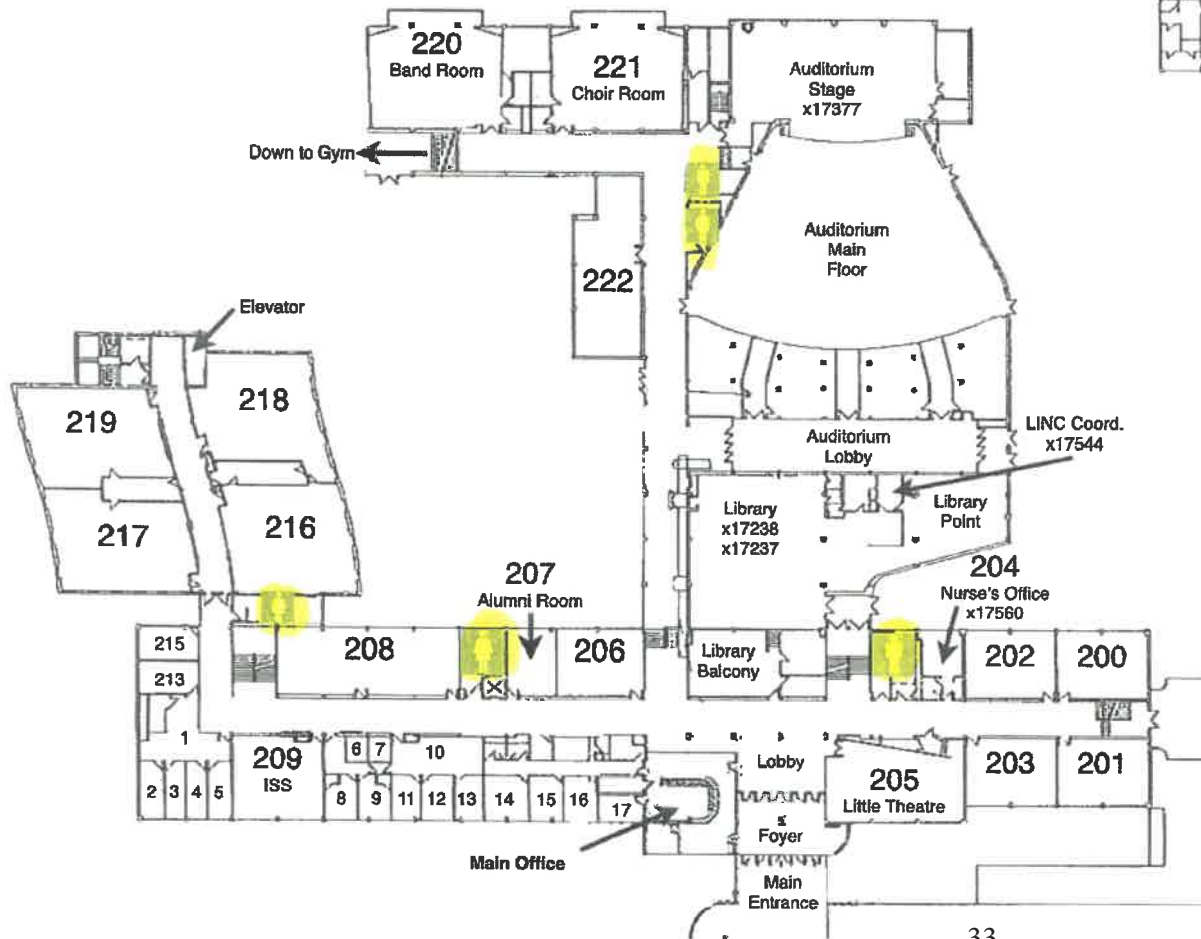 220
Band Room
221
Choir Room
Auditorium
Stage
x17377
Down to Gym
Auditorium
Main
Floor
222
Elevator
218
219
LINC Coord.
x17544
Auditorium
Lobby
Library
x17238
x17237
Library
Point
217
216
207
Alumni Room
204
Nurse's Office
x17560
215
208
206
Library
Balcony
202
200
213
1
209
ISS
6
7
10
Lobby
205
Little Theatre
203
201
2
3
4
5
8
9
11
12
13
14
15
16
17
Foyer
Main Office
Main
Entrance
33